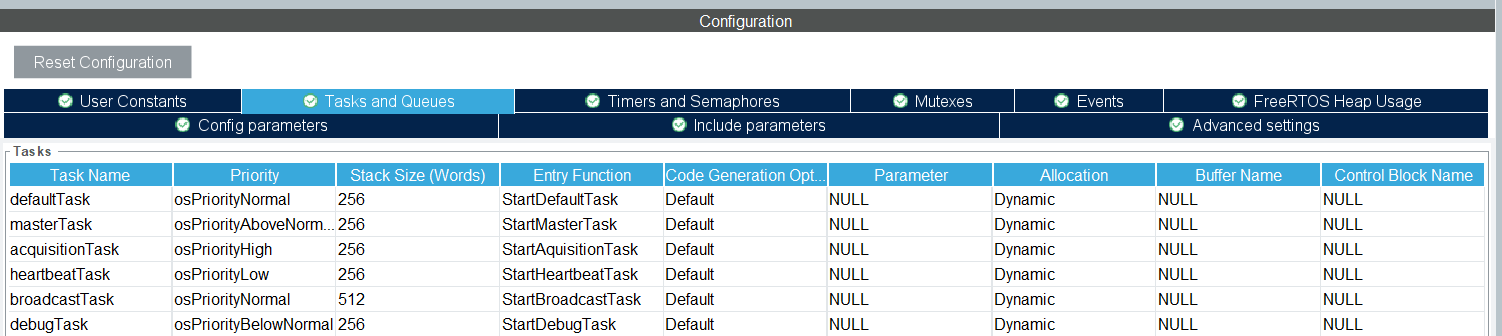 Configuration
Reset Configuration
User Constants Tasks and Queues Timers and Semaphores Mutexes Events FreeRTOS Heap Usage
Config parameters Include parameters Advanced settings
Tasks
Task Name Priority Stack Size (Words) Entry Function Code Generation Opt... Parameter Allocation Buffer Name Control Block Name
defaultTask osPriorityNormal 256 StartDefaultTask Default NULL Dynamic NULL NULL
masterTask osPriorityAboveNorm... 256 StartMasterTask Default NULL Dynamic NULL NULL
acquisitionTask osPriorityHigh 256 StartAquisitionTask Default NULL Dynamic NULL NULL
heartbeatTask osPriorityLow 256 StartHeartbeatTask Default NULL Dynamic NULL NULL
broadcastTask osPriorityNormal 512 StartBroadcastTask Default NULL Dynamic NULL NULL
debugTask osPriorityBelowNormal 256 StartDebugTask Default NULL Dynamic NULL NULL